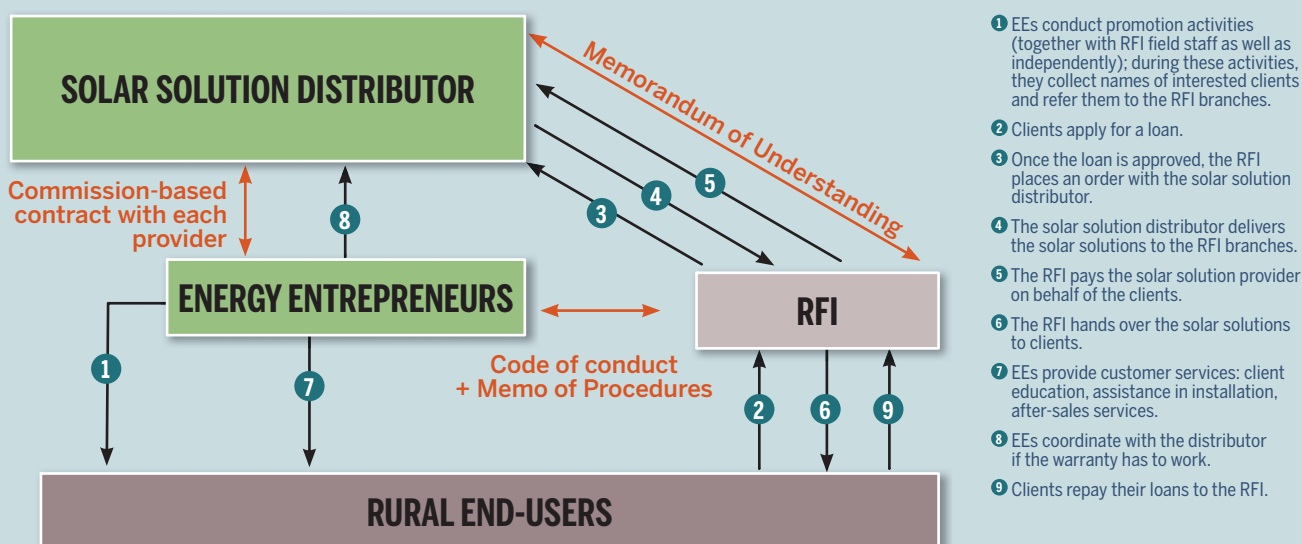 SOLAR SOLUTION DISTRIBUTOR
Memorandum of Understanding
5
4
3
Commission-based
contract with each
provider
8
ENERGY ENTREPRENEURS
RFI
1
7
Code of conduct
+ Memo of Procedures
2
6
9
RURAL END-USERS
1 EEs conduct promotion activities
(together with RFI field staff as well as
independently); during these activities,
they collect names of interested clients
and refer them to the RFI branches.
2 Clients apply for a loan.
3 Once the loan is approved, the RFI
places an order with the solar solution
distributor.
4 The solar solution distributor delivers
the solar solutions to the RFI branches.
5 The RFI pays the solar solution provider
on behalf of the clients.
6 The RFI hands over the solar solutions
to clients.
7 EEs provide customer services: client
education, assistance in installation,
after-sales services.
8 EEs coordinate with the distributor
if the warranty has to work.
9 Clients repay their loans to the RFI.